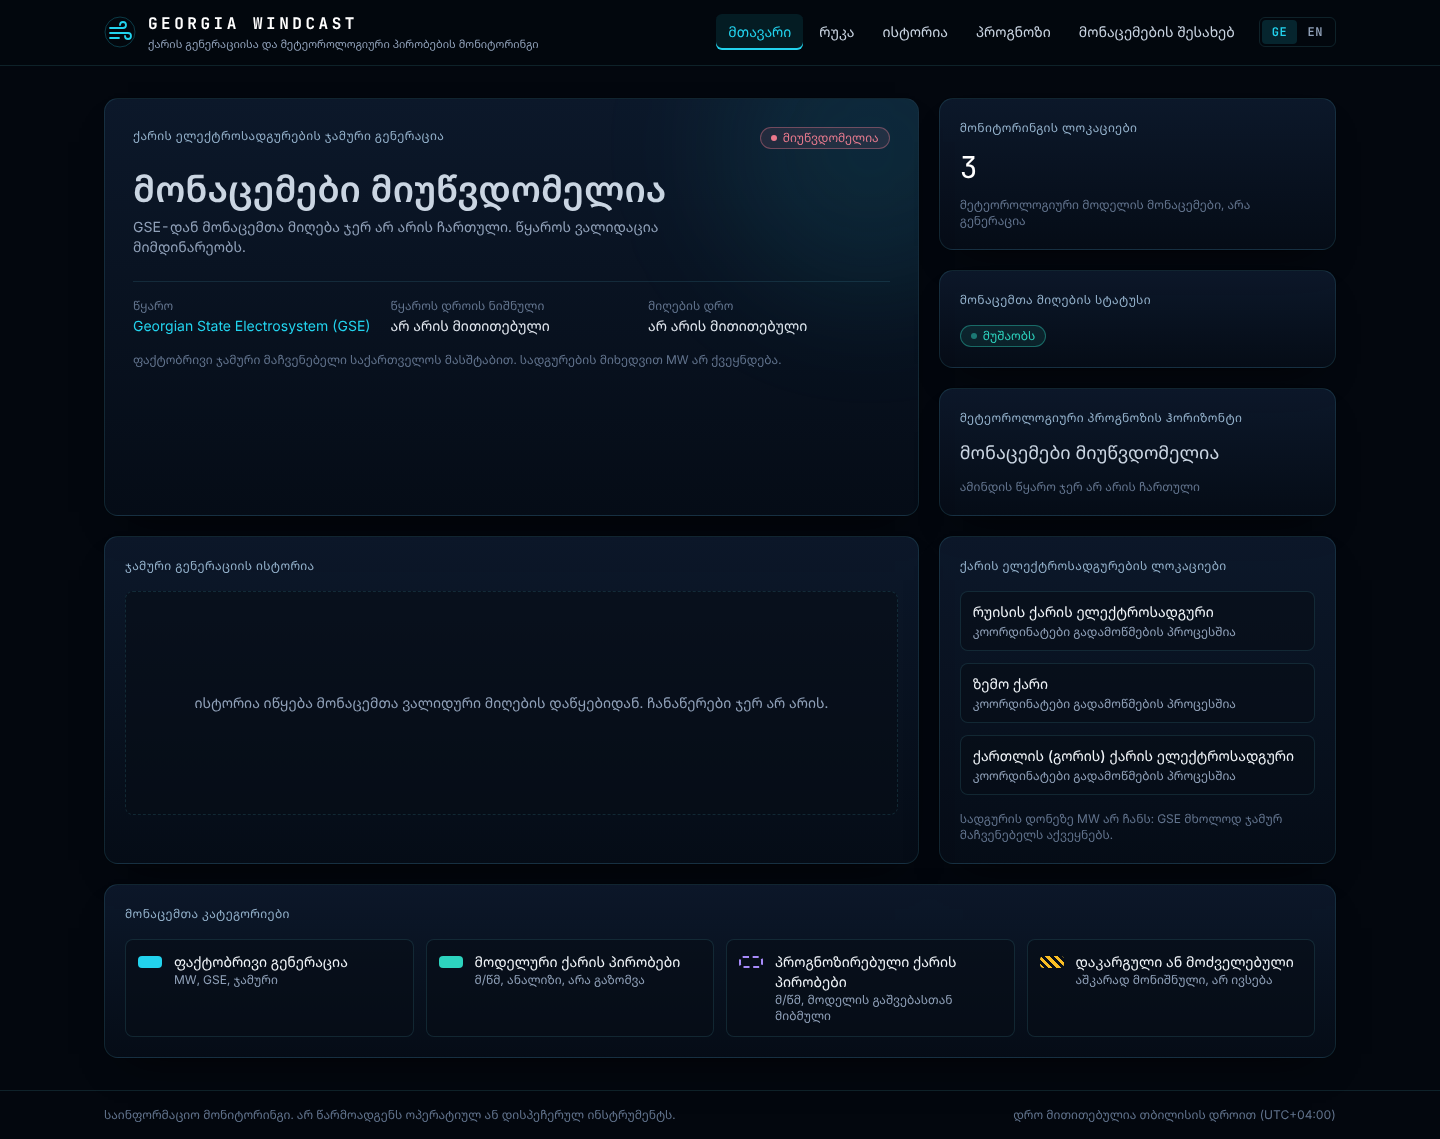 GEORGIA WINDCAST
ქარის გენერაციისა და მეტეოროლოგიური პირობების მონიტორინგი
მთავარი
რუკა
ისტორია
პროგნოზი
მონაცემების შესახებ
GE
EN
ქარის ელექტროსადგურების ჯამური გენერაცია
მიუწვდომელია
მონაცემები მიუწვდომელია
GSE-დან მონაცემთა მიღება ჯერ არ არის ჩართული. წყაროს ვალიდაცია
მიმდინარეობს.
წყარო
Georgian State Electrosystem (GSE)
წყაროს დროის ნიშნული
არ არის მითითებული
მიღების დრო
არ არის მითითებული
ფაქტობრივი ჯამური მაჩვენებელი საქართველოს მასშტაბით. სადგურების მიხედვით MW არ ქვეყნდება.
მონიტორინგის ლოკაციები
3
მეტეოროლოგიური მოდელის მონაცემები, არა
გენერაცია
მონაცემთა მიღების სტატუსი
მუშაობს
მეტეოროლოგიური პროგნოზის ჰორიზონტი
მონაცემები მიუწვდომელია
ამინდის წყარო ჯერ არ არის ჩართული
ჯამური გენერაციის ისტორია
ისტორია იწყება მონაცემთა ვალიდური მიღების დაწყებიდან. ჩანაწერები ჯერ არ არის.
ქარის ელექტროსადგურების ლოკაციები
რუისის ქარის ელექტროსადგური
კოორდინატები გადამოწმების პროცესშია
ზემო ქარი
კოორდინატები გადამოწმების პროცესშია
ქართლის (გორის) ქარის ელექტროსადგური
კოორდინატები გადამოწმების პროცესშია
სადგურის დონეზე MW არ ჩანს: GSE მხოლოდ ჯამურ
მაჩვენებელს აქვეყნებს.
მონაცემთა კატეგორიები
ფაქტობრივი გენერაცია
MW, GSE, ჯამური
მოდელური ქარის პირობები
მ/წმ, ანალიზი, არა გაზომვა
პროგნოზირებული ქარის
პირობები
მ/წმ, მოდელის გაშვებასთან
მიბმული
დაკარგული ან მოძველებული
აშკარად მონიშნული, არ ივსება
საინფორმაციო მონიტორინგი. არ წარმოადგენს ოპერატიულ ან დისპეჩერულ ინსტრუმენტს.
დრო მითითებულია თბილისის დროით (UTC+04:00)